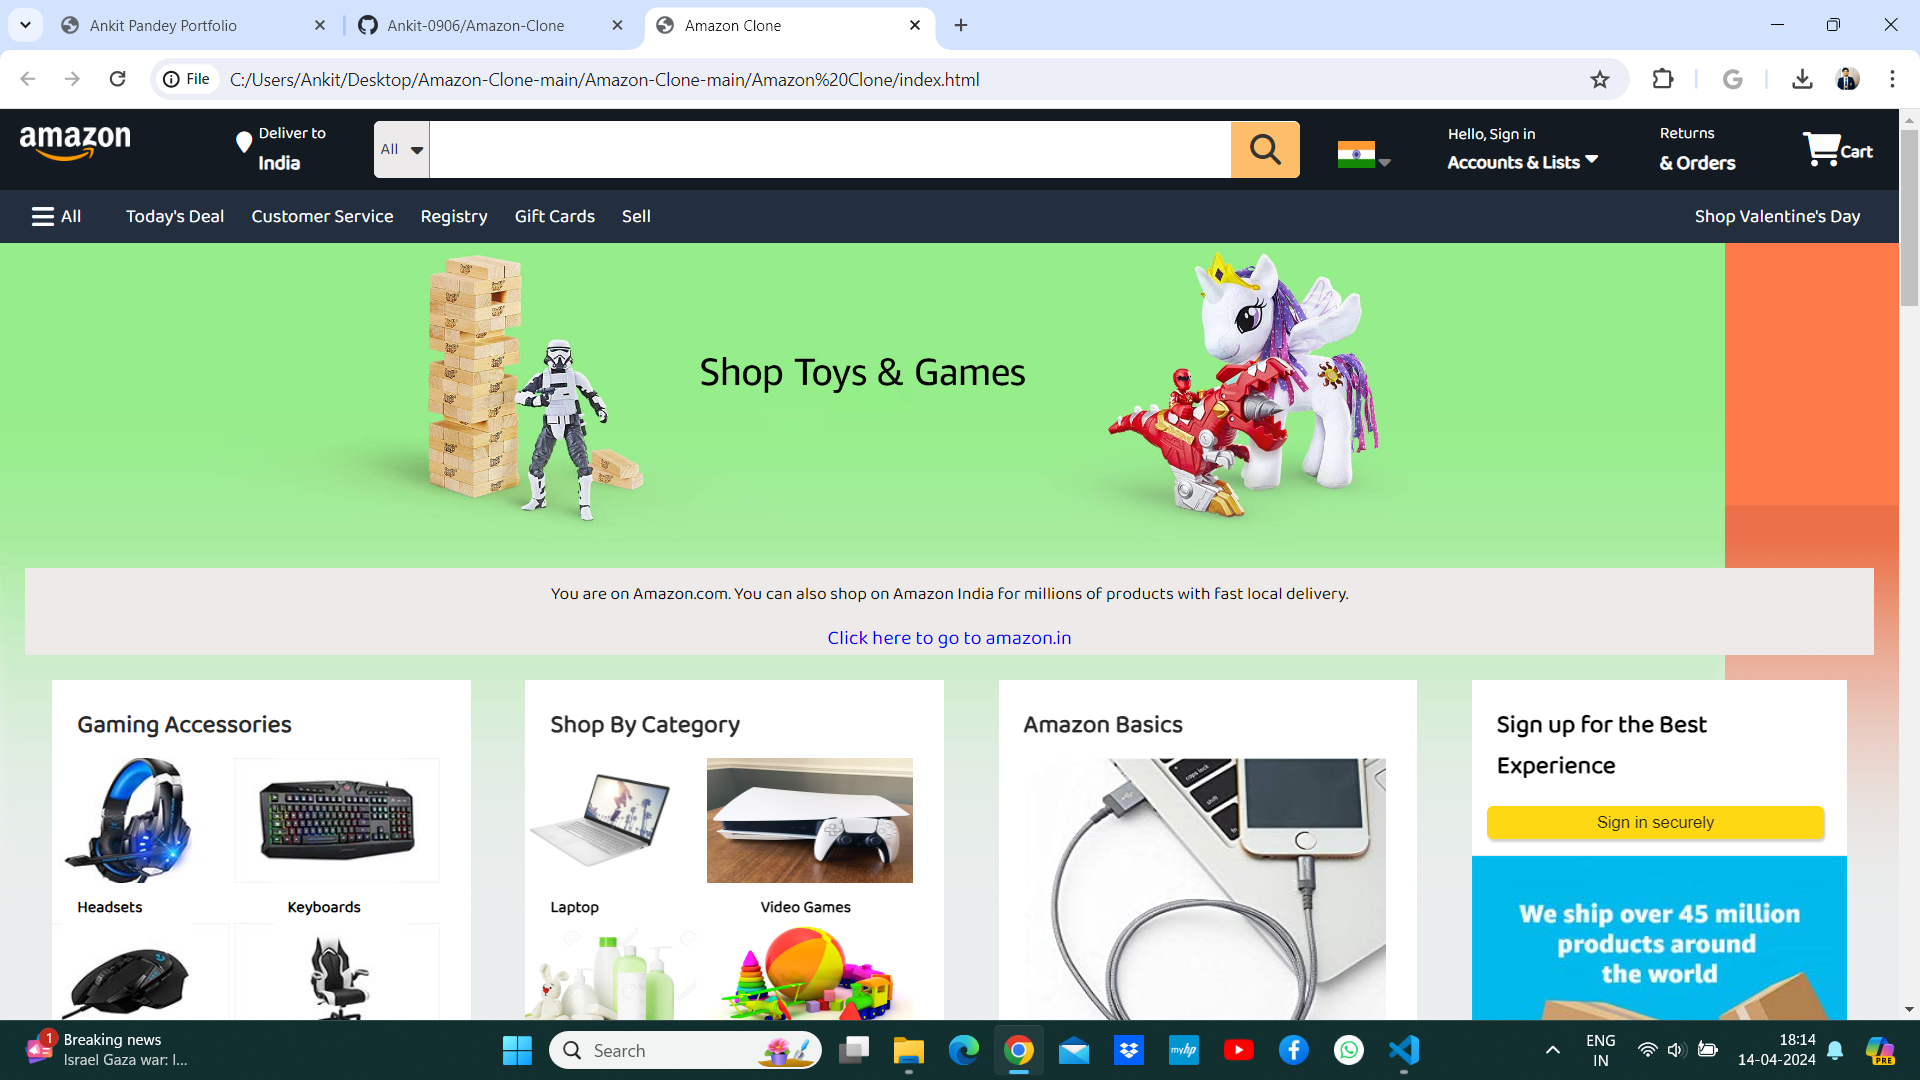 Ankit Pandey Portfolio
Ankit-0906/Amazon-Clone
Amazon Clone
File
C:/Users/Ankit/Desktop/Amazon-Clone-main/Amazon-Clone-main/Amazon%20Clone/index.html
amazon
Deliver to
India
All
Hello, Sign in
Accounts & Lists
Returns
& Orders
Cart
All
Today's Deal
Customer Service
Registry
Gift Cards
Sell
Shop Valentine's Day
Shop Toys & Games
You are on Amazon.com. You can also shop on Amazon India for millions of products with fast local delivery.
Click here to go to amazon.in
Gaming Accessories
Shop By Category
Amazon Basics
Sign up for the Best
Experience
Sign in securely
Headsets
Keyboards
Laptop
Video Games
caps lock
shift
fn
We ship over 45 million
products around
the world
1
Breaking news
Israel Gaza war: I...
Search
myhp
ENG
IN
18:14
14-04-2024
PRE